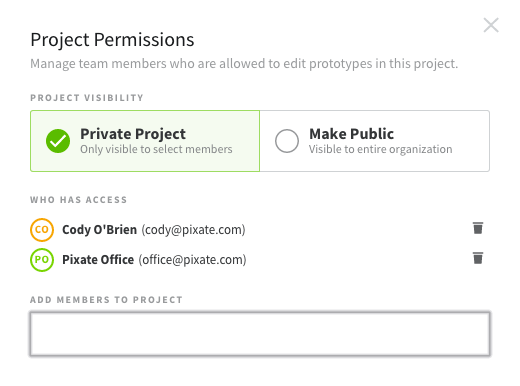 Project Permissions
Manage team members who are allowed to edit prototypes in this project.
PROJECT VISIBILITY
Private Project
Only visible to select members
Make Public
Visible to entire organization
WHO HAS ACCESS
CO Cody O'Brien (cody@pixate.com)
PO Pixate Office (office@pixate.com)
ADD MEMBERS TO PROJECT